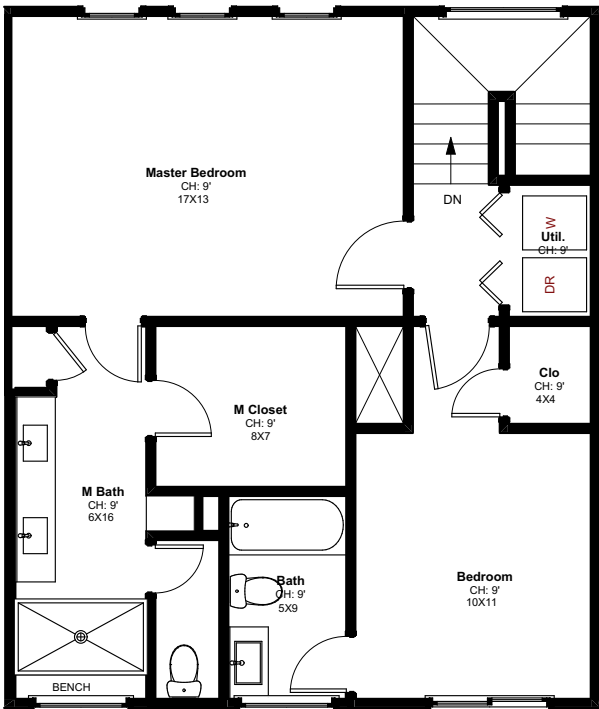 Master Bedroom
CH: 9'
17X13
DN
W
Util.
CH: 9'
DR
Clo
CH: 9'
4X4
M Closet
CH: 9'
8X7
M Bath
CH: 9'
6X16
Bath
CH: 9'
5X9
Bedroom
CH: 9'
10X11
BENCH